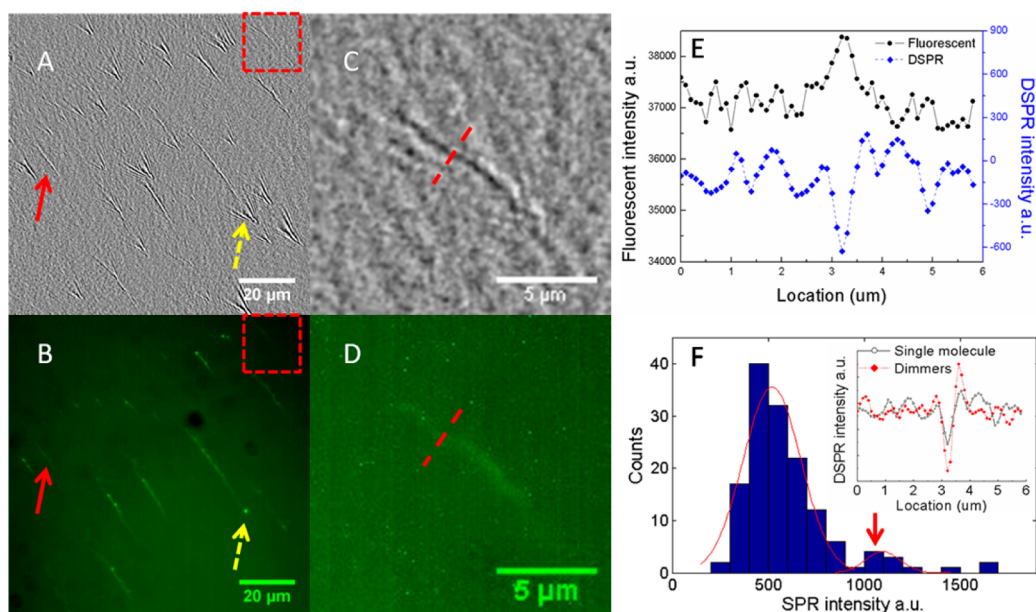 A
C
20 µm
5 µm
B
D
20 µm
5 µm
E
Fluorescent
DSPR
Fluorescent intensity a.u.
38000
37000
36000
35000
34000
900
600
300
0
-300
-600
DSPR intensity a.u.
0 1 2 3 4 5 6
Location (um)
F
Counts
40
30
20
10
0
0 500 1000 1500
SPR intensity a.u.
Single molecule
Dimmers
DSPR intensity a.u.
0 1 2 3 4 5 6
Location (um)